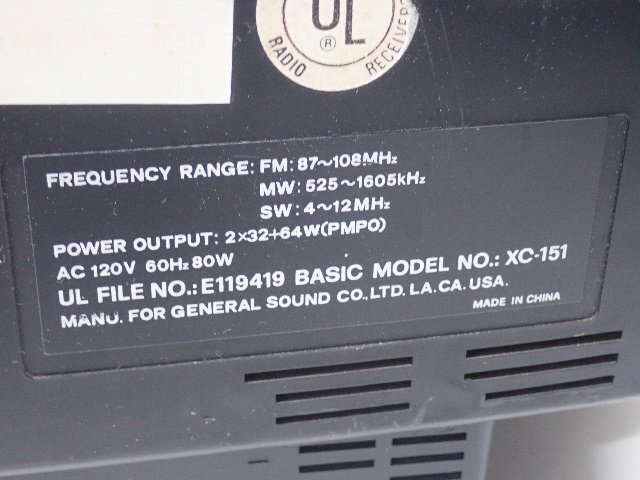 UL
®
RADIO RECEIVERS
FREQUENCY RANGE: FM: 87~108MHz
MW: 525~1605kHz
SW: 4~12MHz
POWER OUTPUT: 2×32+64W(PMPO)
AC 120V 60Hz 80W
UL FILE NO.: E119419 BASIC MODEL NO.: XC-151
MANU. FOR GENERAL SOUND CO., LTD. LA. CA. USA.
MADE IN CHINA